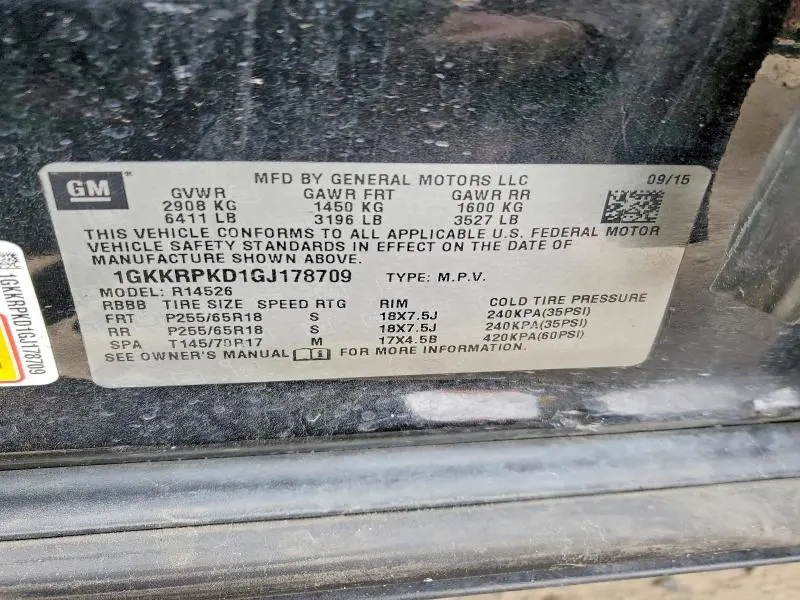 GM
MFD BY GENERAL MOTORS LLC 09/15
GVWR GAWR FRT GAWR RR
2908 KG 1450 KG 1600 KG
6411 LB 3196 LB 3527 LB
THIS VEHICLE CONFORMS TO ALL APPLICABLE U.S. FEDERAL MOTOR
VEHICLE SAFETY STANDARDS IN EFFECT ON THE DATE OF
MANUFACTURE SHOWN ABOVE.
1GKKRPKD1GJ178709 TYPE: M.P.V.
MODEL: R14526
RBBB TIRE SIZE SPEED RTG RIM COLD TIRE PRESSURE
FRT P255/65R18 S 18X7.5J 240KPA(35PSI)
RR P255/65R18 S 18X7.5J 240KPA(35PSI)
SPA T145/70R17 M 17X4.5B 420KPA(60PSI)
SEE OWNER'S MANUAL FOR MORE INFORMATION.
1GKKRPKD1GJ178709